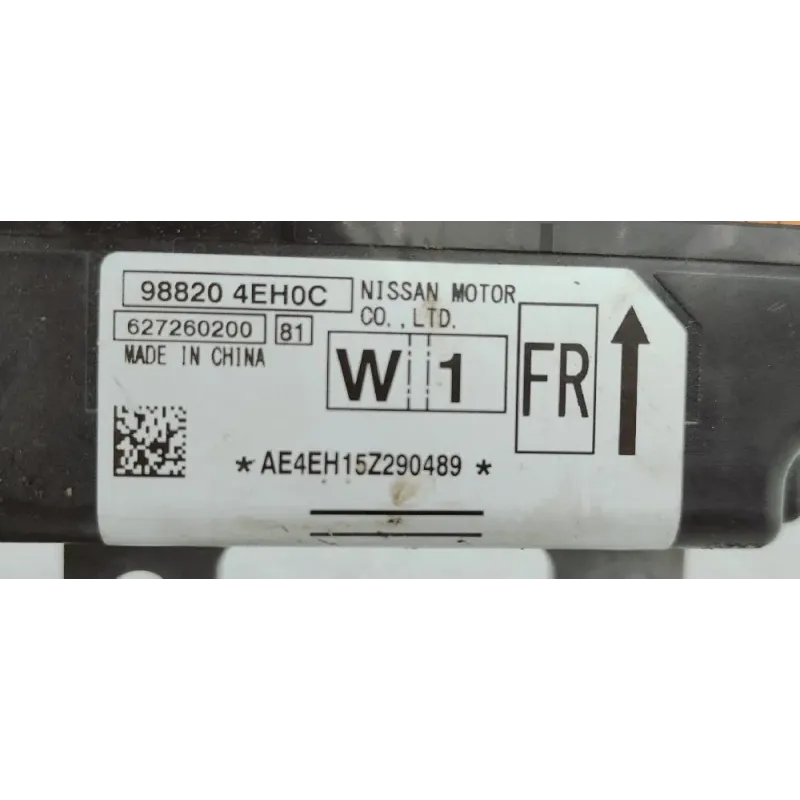 98820 4EH0C
NISSAN MOTOR
CO.,LTD.
627260200 81
MADE IN CHINA
W 1
FR
*AE4EH15Z290489*